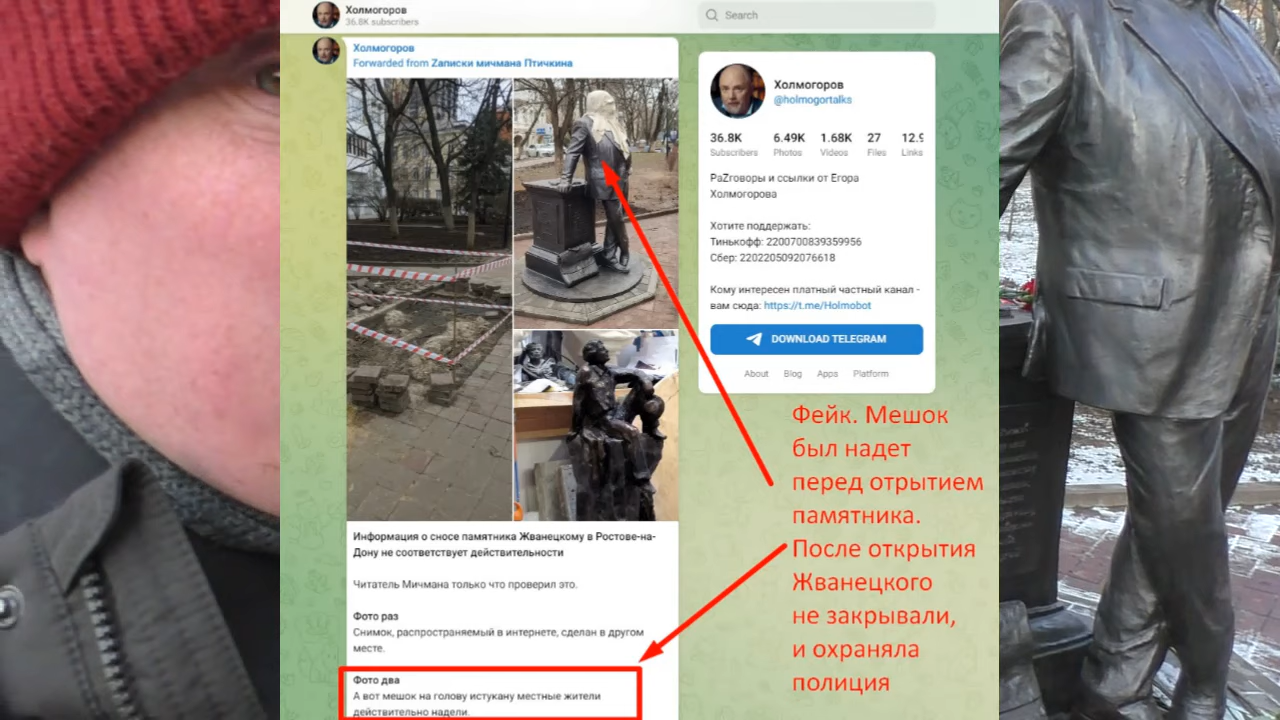 Холмогоров
36.8K subscribers
Search
Холмогоров
Forwarded from Zаписки мичмана Птичкина
Холмогоров
@holmogortalks
36.8K 6.49K 1.68K 27 12.9
Subscribers Photos Videos Files Links
РаZговоры и ссылки от Егора
Холмогорова
Хотите поддержать:
Тинькофф: 2200700839359956
Сбер: 2202205092076618
Кому интересен платный частный канал -
вам сюда: https://t.me/Holmobot
DOWNLOAD TELEGRAM
About Blog Apps Platform
Фейк. Мешок
был надет
перед отрытием
памятника.
После открытия
Жванецкого
не закрывали,
и охраняла
полиция
Информация о сносе памятника Жванецкому в Ростове-на-
Дону не соответствует действительности
Читатель Мичмана только что проверил это.
Фото раз
Снимок, распространяемый в интернете, сделан в другом
месте.
Фото два
А вот мешок на голову истукану местные жители
действительно надели.